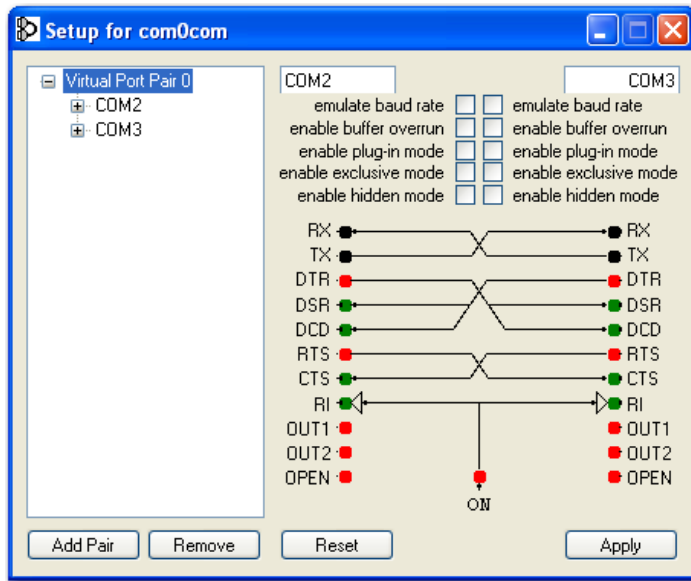 Setup for com0com
Virtual Port Pair 0
COM2
COM3
COM2 COM3
emulate baud rate emulate baud rate
enable buffer overrun enable buffer overrun
enable plug-in mode enable plug-in mode
enable exclusive mode enable exclusive mode
enable hidden mode enable hidden mode
RX RX
TX TX
DTR DTR
DSR DSR
DCD DCD
RTS RTS
CTS CTS
RI RI
OUT1 OUT1
OUT2 OUT2
OPEN OPEN
ON
Add Pair Remove Reset Apply